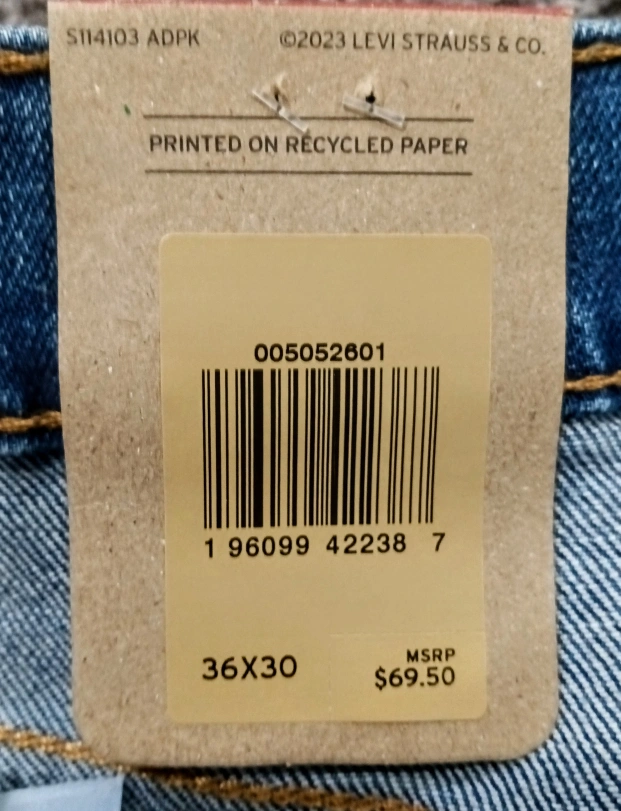 S114103 ADPK ©2023 LEVI STRAUSS & CO.
PRINTED ON RECYCLED PAPER
005052601
1 96099 42238 7
36X30
MSRP
$69.50